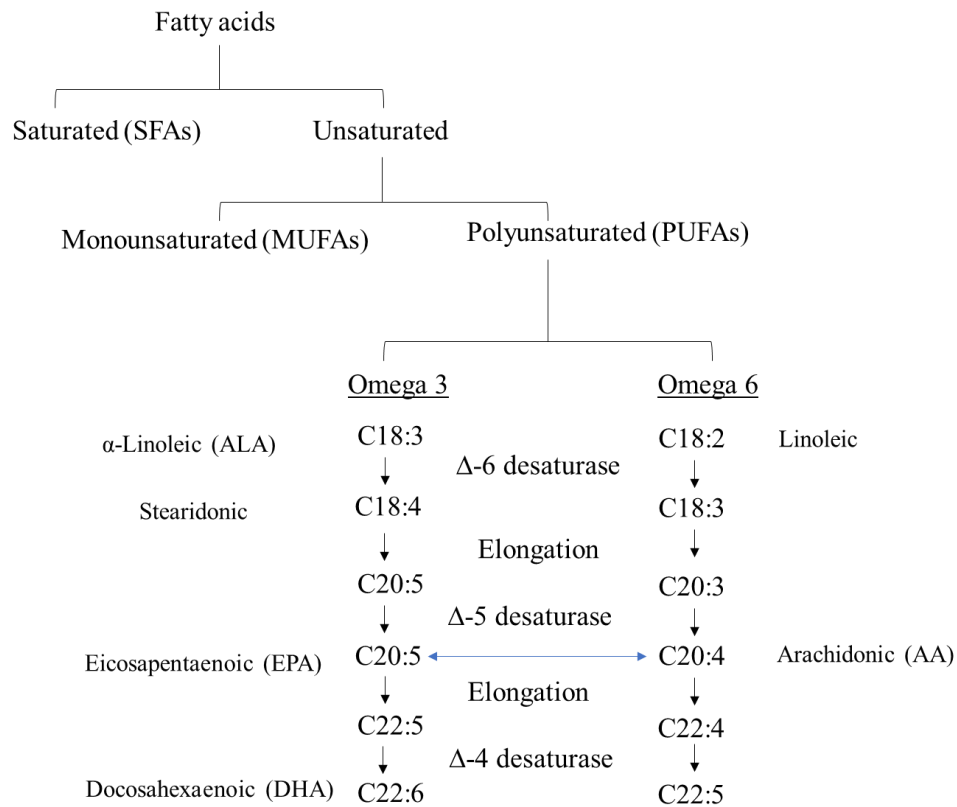 Fatty acids
Saturated (SFAs) Unsaturated
Monounsaturated (MUFAs) Polyunsaturated (PUFAs)
Omega 3 Omega 6
α-Linoleic (ALA) C18:3 C18:2 Linoleic
Δ-6 desaturase
Stearidonic C18:4 C18:3
Elongation
C20:5 C20:3
Δ-5 desaturase
Eicosapentaenoic (EPA) C20:5 C20:4 Arachidonic (AA)
Elongation
C22:5 C22:4
Δ-4 desaturase
Docosahexaenoic (DHA) C22:6 C22:5